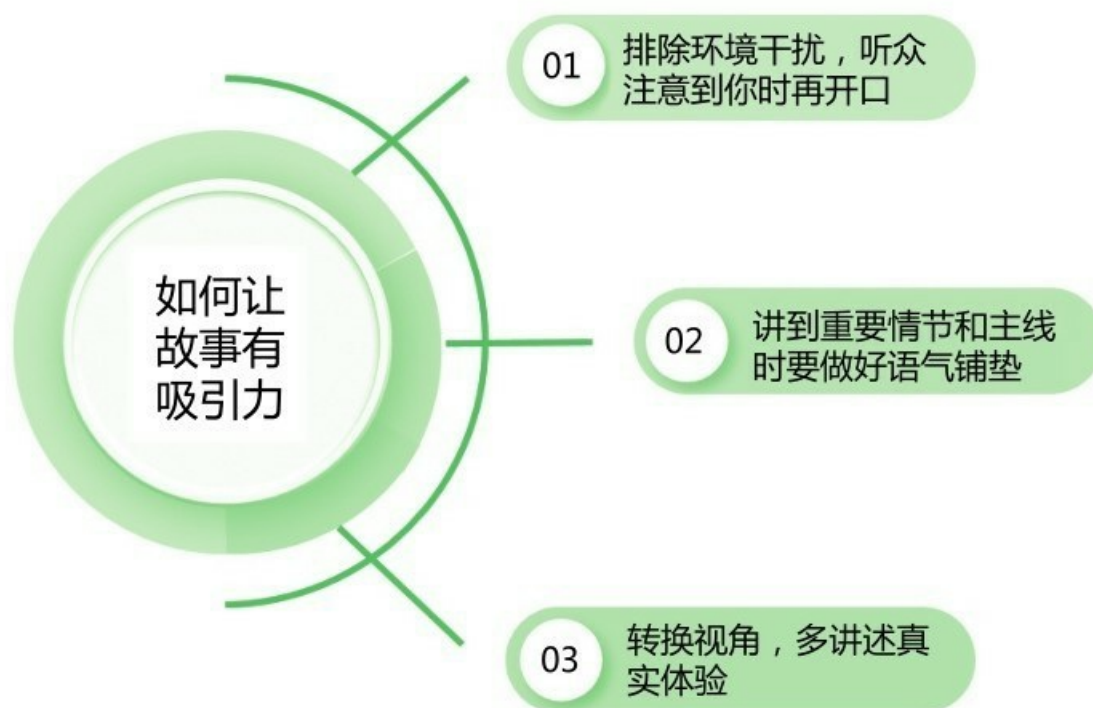 如何让
故事有
吸引力
01
排除环境干扰，听众
注意到你时再开口
02
讲到重要情节和主线
时要做好语气铺垫
03
转换视角，多讲述真
实体验